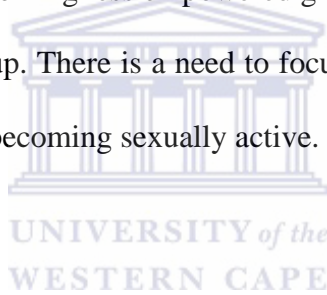 up. There is a need to focu
becoming sexually active.
UNIVERSITY of the
WESTERN CAPE